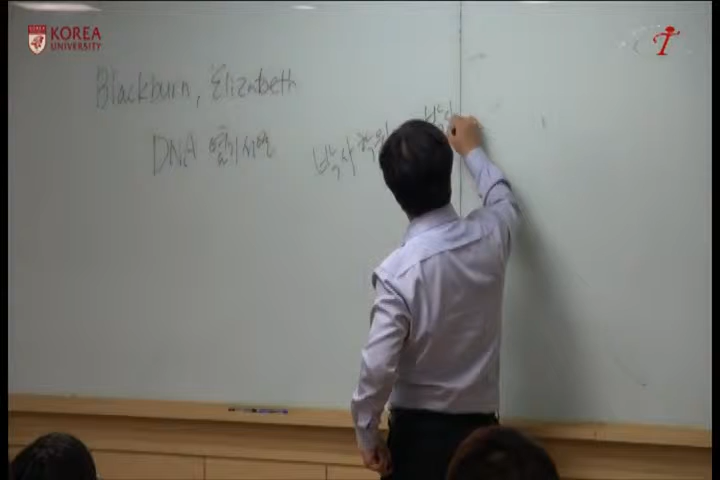 KOREA
UNIVERSITY
Blackburn, Elizabeth
DNA 염기서열
박사학위